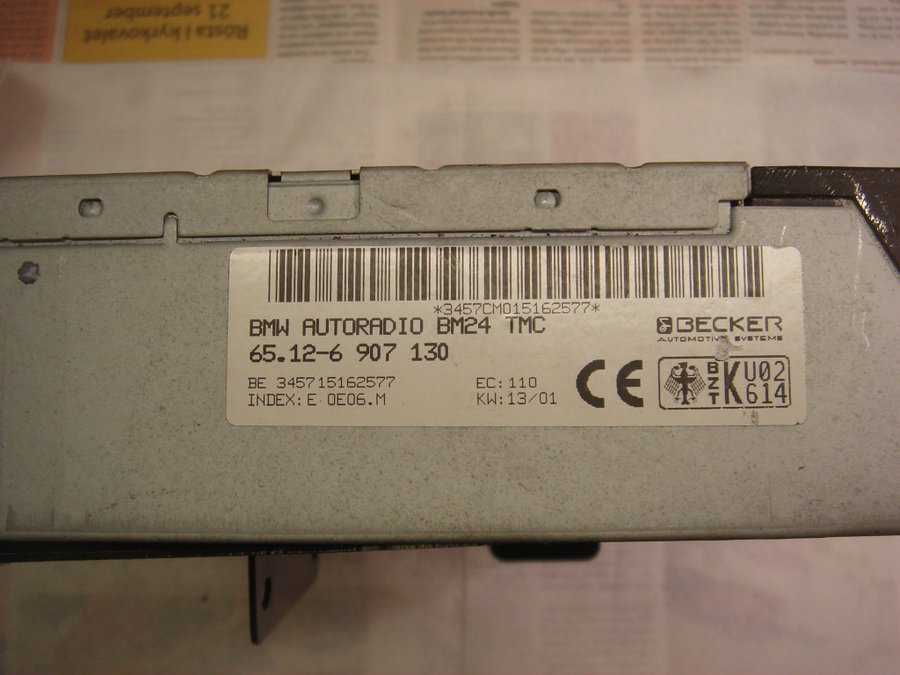 Rösta i kyrkovalet
21 september
*3457CM015162577*
BMW AUTORADIO BM24 TMC
65.12-6 907 130
BECKER
AUTOMOTIVE SYSTEMS
BE 345715162577
INDEX: E 0E06.M
EC: 110
KW: 13/01
CE
BZT
K U02
614